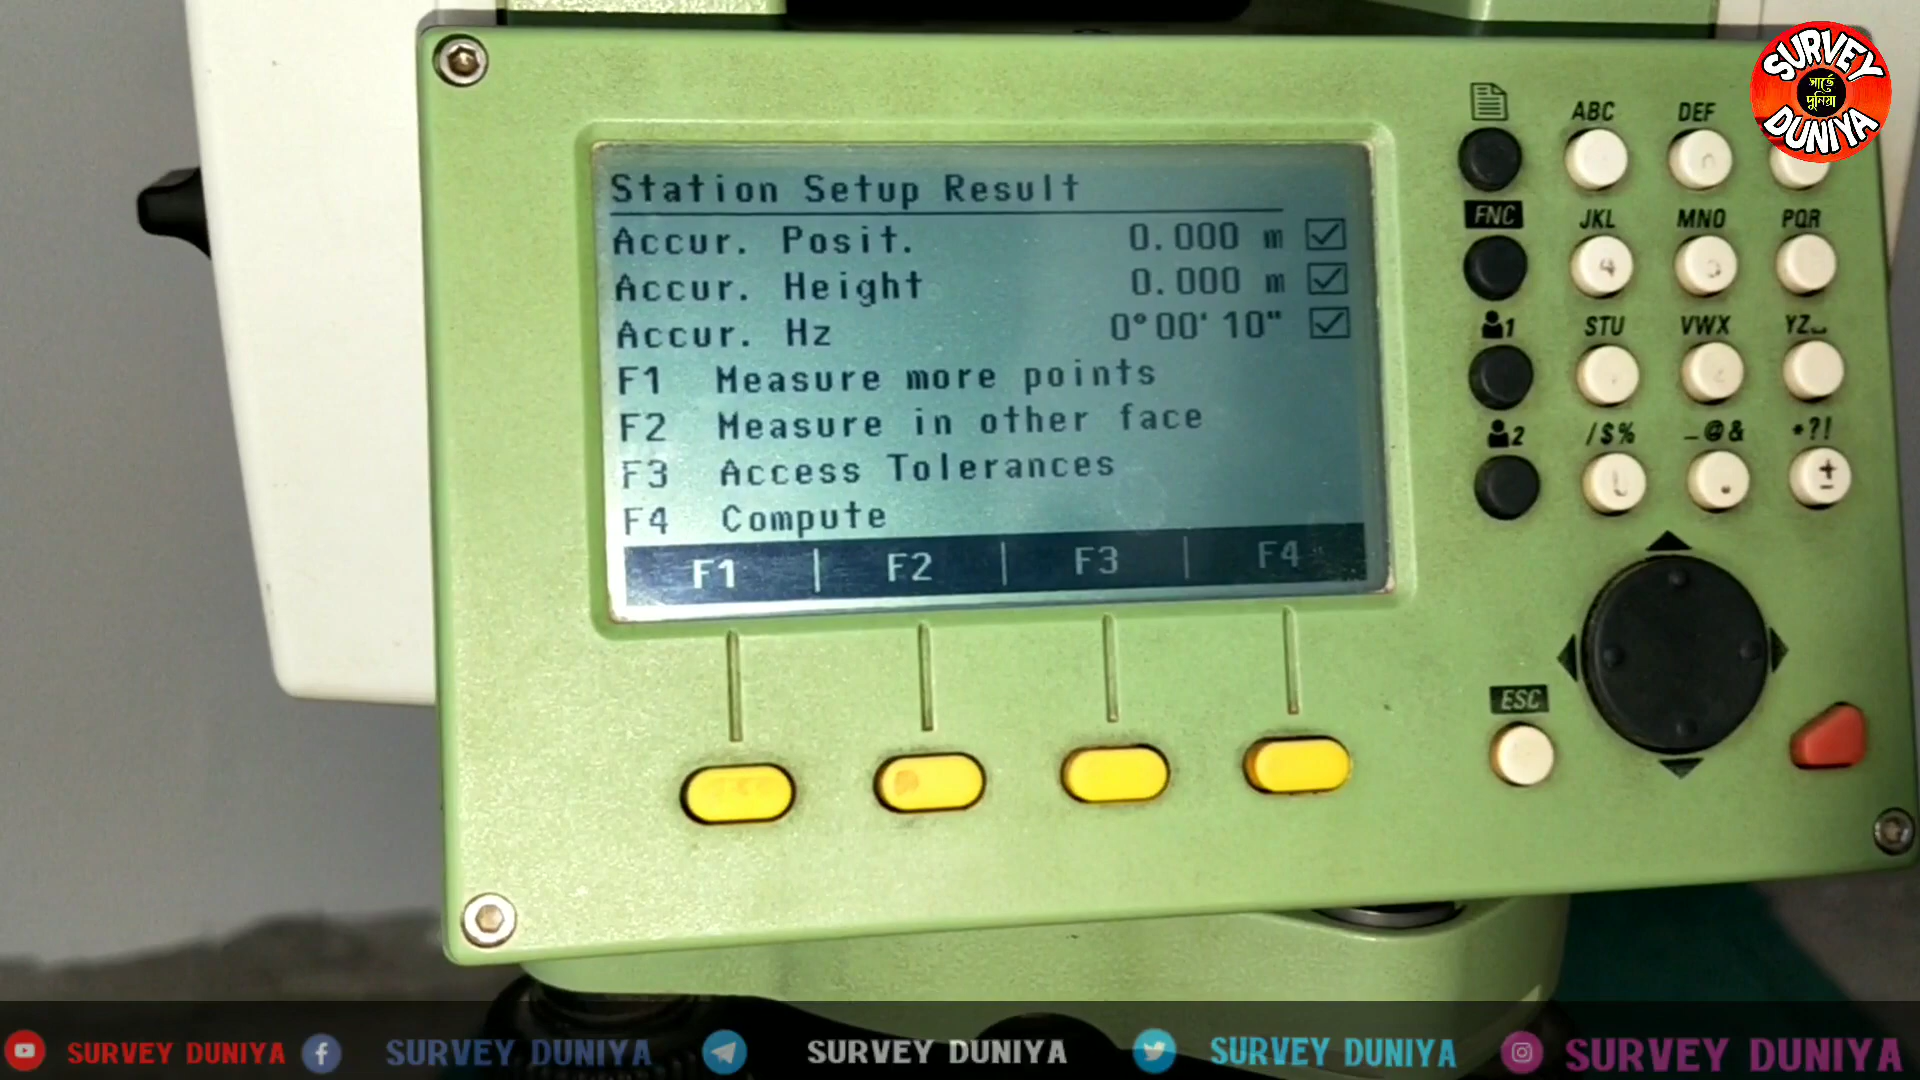 Station Setup Result
Accur. Posit. 0.000 m
Accur. Height 0.000 m
Accur. Hz 0°00'10"
F1 Measure more points
F2 Measure in other face
F3 Access Tolerances
F4 Compute
F1 | F2 | F3 | F4
ABC DEF
FNC JKL MNO PQR
1 STU VWX YZ
2 /$% _@& *?!
. ±
ESC
SURVEY
সার্ভে
দুনিয়া
DUNIYA
SURVEY DUNIYA SURVEY DUNIYA SURVEY DUNIYA SURVEY DUNIYA SURVEY DUNIYA